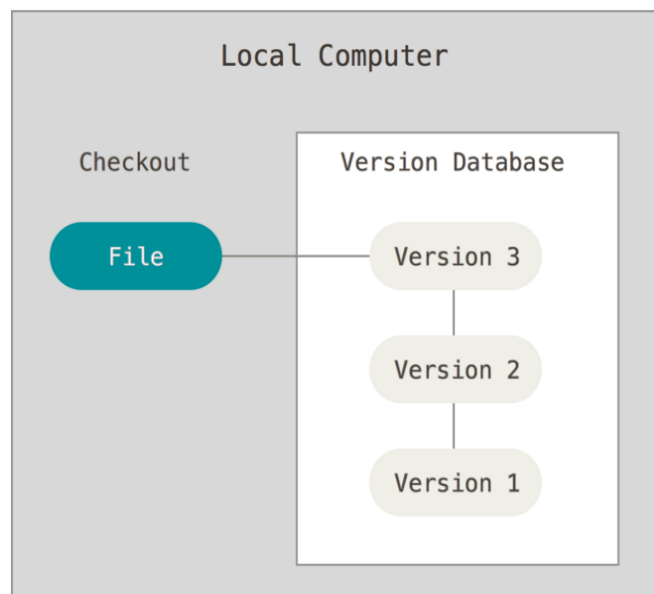 Local Computer
Checkout
Version Database
File
Version 3
Version 2
Version 1